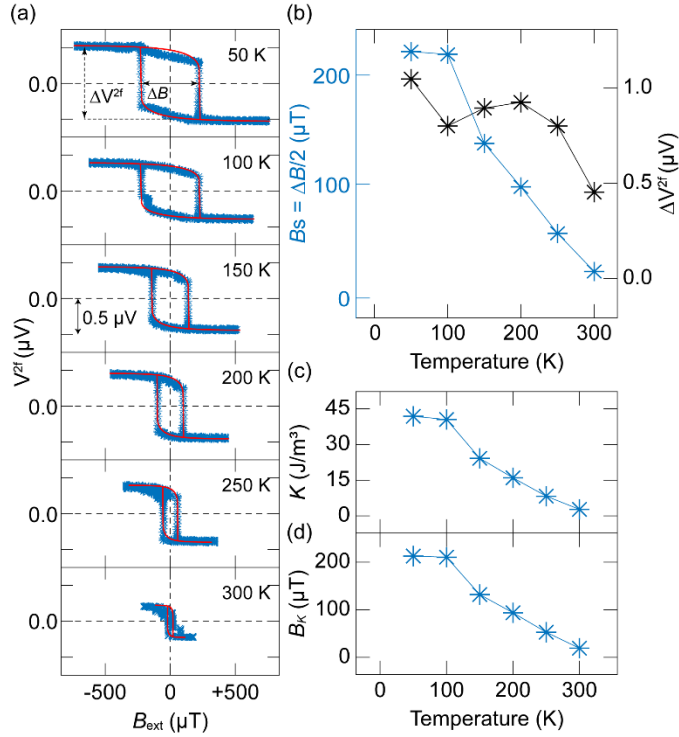 (a)
50 K
0.0
ΔV²ᶠ
ΔB
100 K
0.0
150 K
0.0
0.5 µV
200 K
0.0
250 K
0.0
300 K
0.0
V²ᶠ (µV)
-500 0 +500
B_ext (µT)
(b)
200
100
0
Bs = ΔB/2 (µT)
1.0
0.5
0.0
ΔV²ᶠ (µV)
0 100 200 300
Temperature (K)
(c)
45
30
15
0
K (J/m³)
(d)
200
100
0
B_K (µT)
0 100 200 300
Temperature (K)